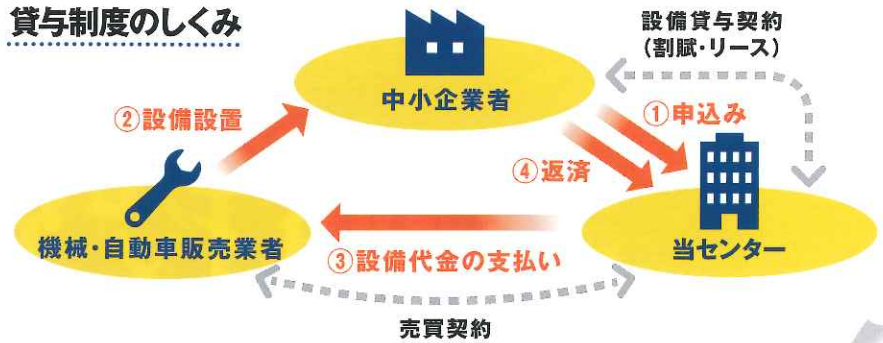 貸与制度のしくみ
設備貸与契約
(割賦・リース)
中小企業者
①申込み
②設備設置
④返済
機械・自動車販売業者
当センター
③設備代金の支払い
売買契約